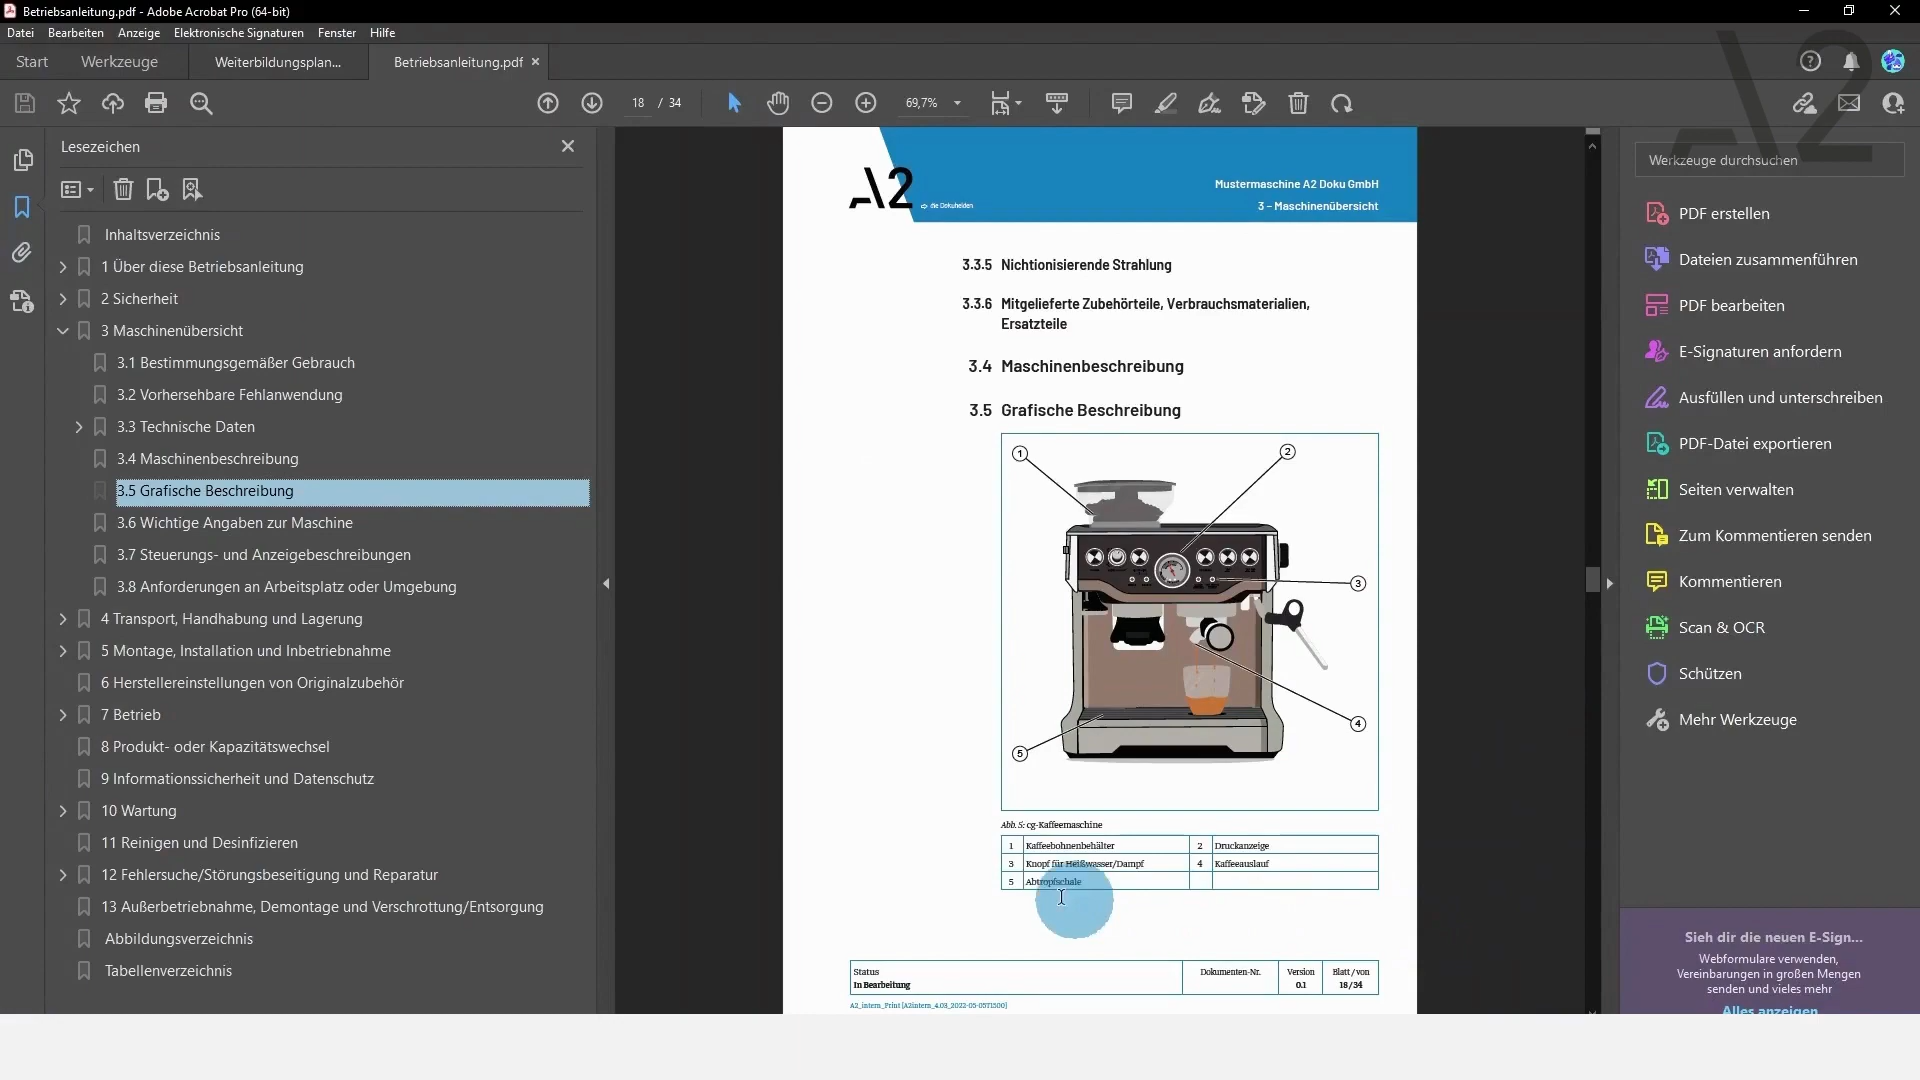 Betriebsanleitung.pdf - Adobe Acrobat Pro (64-bit)
Datei Bearbeiten Anzeige Elektronische Signaturen Fenster Hilfe
Start Werkzeuge Weiterbildungsplan... Betriebsanleitung.pdf
18 / 34 69,7%
A2
Lesezeichen
Inhaltsverzeichnis
1 Über diese Betriebsanleitung
2 Sicherheit
3 Maschinenübersicht
3.1 Bestimmungsgemäßer Gebrauch
3.2 Vorhersehbare Fehlanwendung
3.3 Technische Daten
3.4 Maschinenbeschreibung
3.5 Grafische Beschreibung
3.6 Wichtige Angaben zur Maschine
3.7 Steuerungs- und Anzeigebeschreibungen
3.8 Anforderungen an Arbeitsplatz oder Umgebung
4 Transport, Handhabung und Lagerung
5 Montage, Installation und Inbetriebnahme
6 Herstellereinstellungen von Originalzubehör
7 Betrieb
8 Produkt- oder Kapazitätswechsel
9 Informationssicherheit und Datenschutz
10 Wartung
11 Reinigen und Desinfizieren
12 Fehlersuche/Störungsbeseitigung und Reparatur
13 Außerbetriebnahme, Demontage und Verschrottung/Entsorgung
Abbildungsverzeichnis
Tabellenverzeichnis
A2 die Dokuhelden
Mustermaschine A2 Doku GmbH
3 – Maschinenübersicht
3.3.5 Nichtionisierende Strahlung
3.3.6 Mitgelieferte Zubehörteile, Verbrauchsmaterialien,
Ersatzteile
3.4 Maschinenbeschreibung
3.5 Grafische Beschreibung
1
2
3
4
5
Abb. 5: cg-Kaffeemaschine
1 Kaffeebohnenbehälter 2 Druckanzeige
3 Knopf für Heißwasser/Dampf 4 Kaffeeauslauf
5 Abtropfschale
Status Dokumenten-Nr. Version Blatt / von
In Bearbeitung 0.1 18/34
A2_intern_Print [A2intern_4.03_2022-05-05T1500]
Werkzeuge durchsuchen
PDF erstellen
Dateien zusammenführen
PDF bearbeiten
E-Signaturen anfordern
Ausfüllen und unterschreiben
PDF-Datei exportieren
Seiten verwalten
Zum Kommentieren senden
Kommentieren
Scan & OCR
Schützen
Mehr Werkzeuge
Sieh dir die neuen E-Sign...
Webformulare verwenden,
Vereinbarungen in großen Mengen
senden und vieles mehr
Alles anzeigen